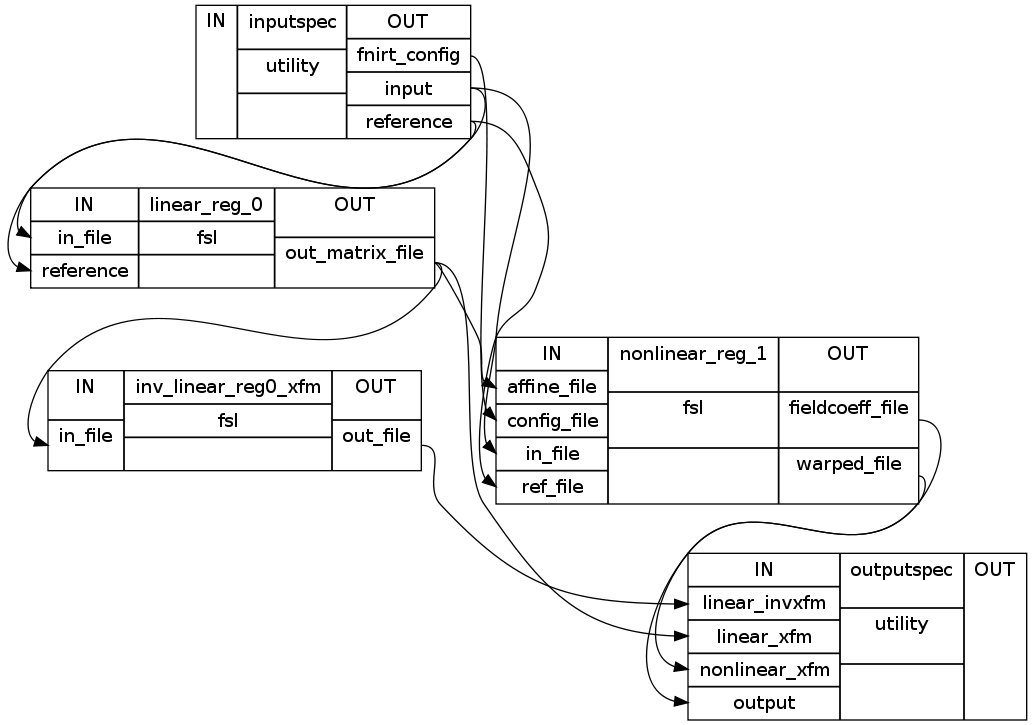 IN inputspec OUT
fnirt_config
utility
input
reference
IN linear_reg_0 OUT
in_file fsl
out_matrix_file
reference
IN nonlinear_reg_1 OUT
affine_file
config_file fsl fieldcoeff_file
in_file
warped_file
ref_file
IN inv_linear_reg0_xfm OUT
fsl
in_file out_file
IN outputspec OUT
linear_invxfm
utility
linear_xfm
nonlinear_xfm
output